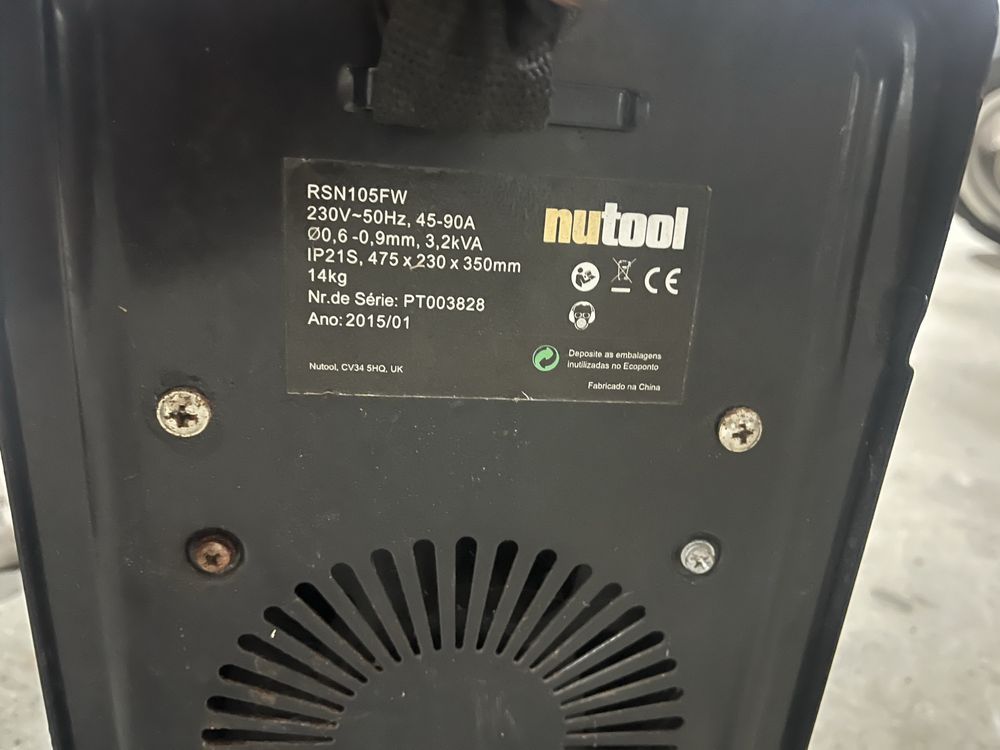 RSN105FW
230V~50Hz, 45-90A
Ø0,6 -0,9mm, 3,2kVA
IP21S, 475 x 230 x 350mm
14kg
Nr.de Série: PT003828
Ano: 2015/01
nutool
CE
Nutool, CV34 5HQ, UK
Deposite as embalagens
inutilizadas no Ecoponto
Fabricado na China